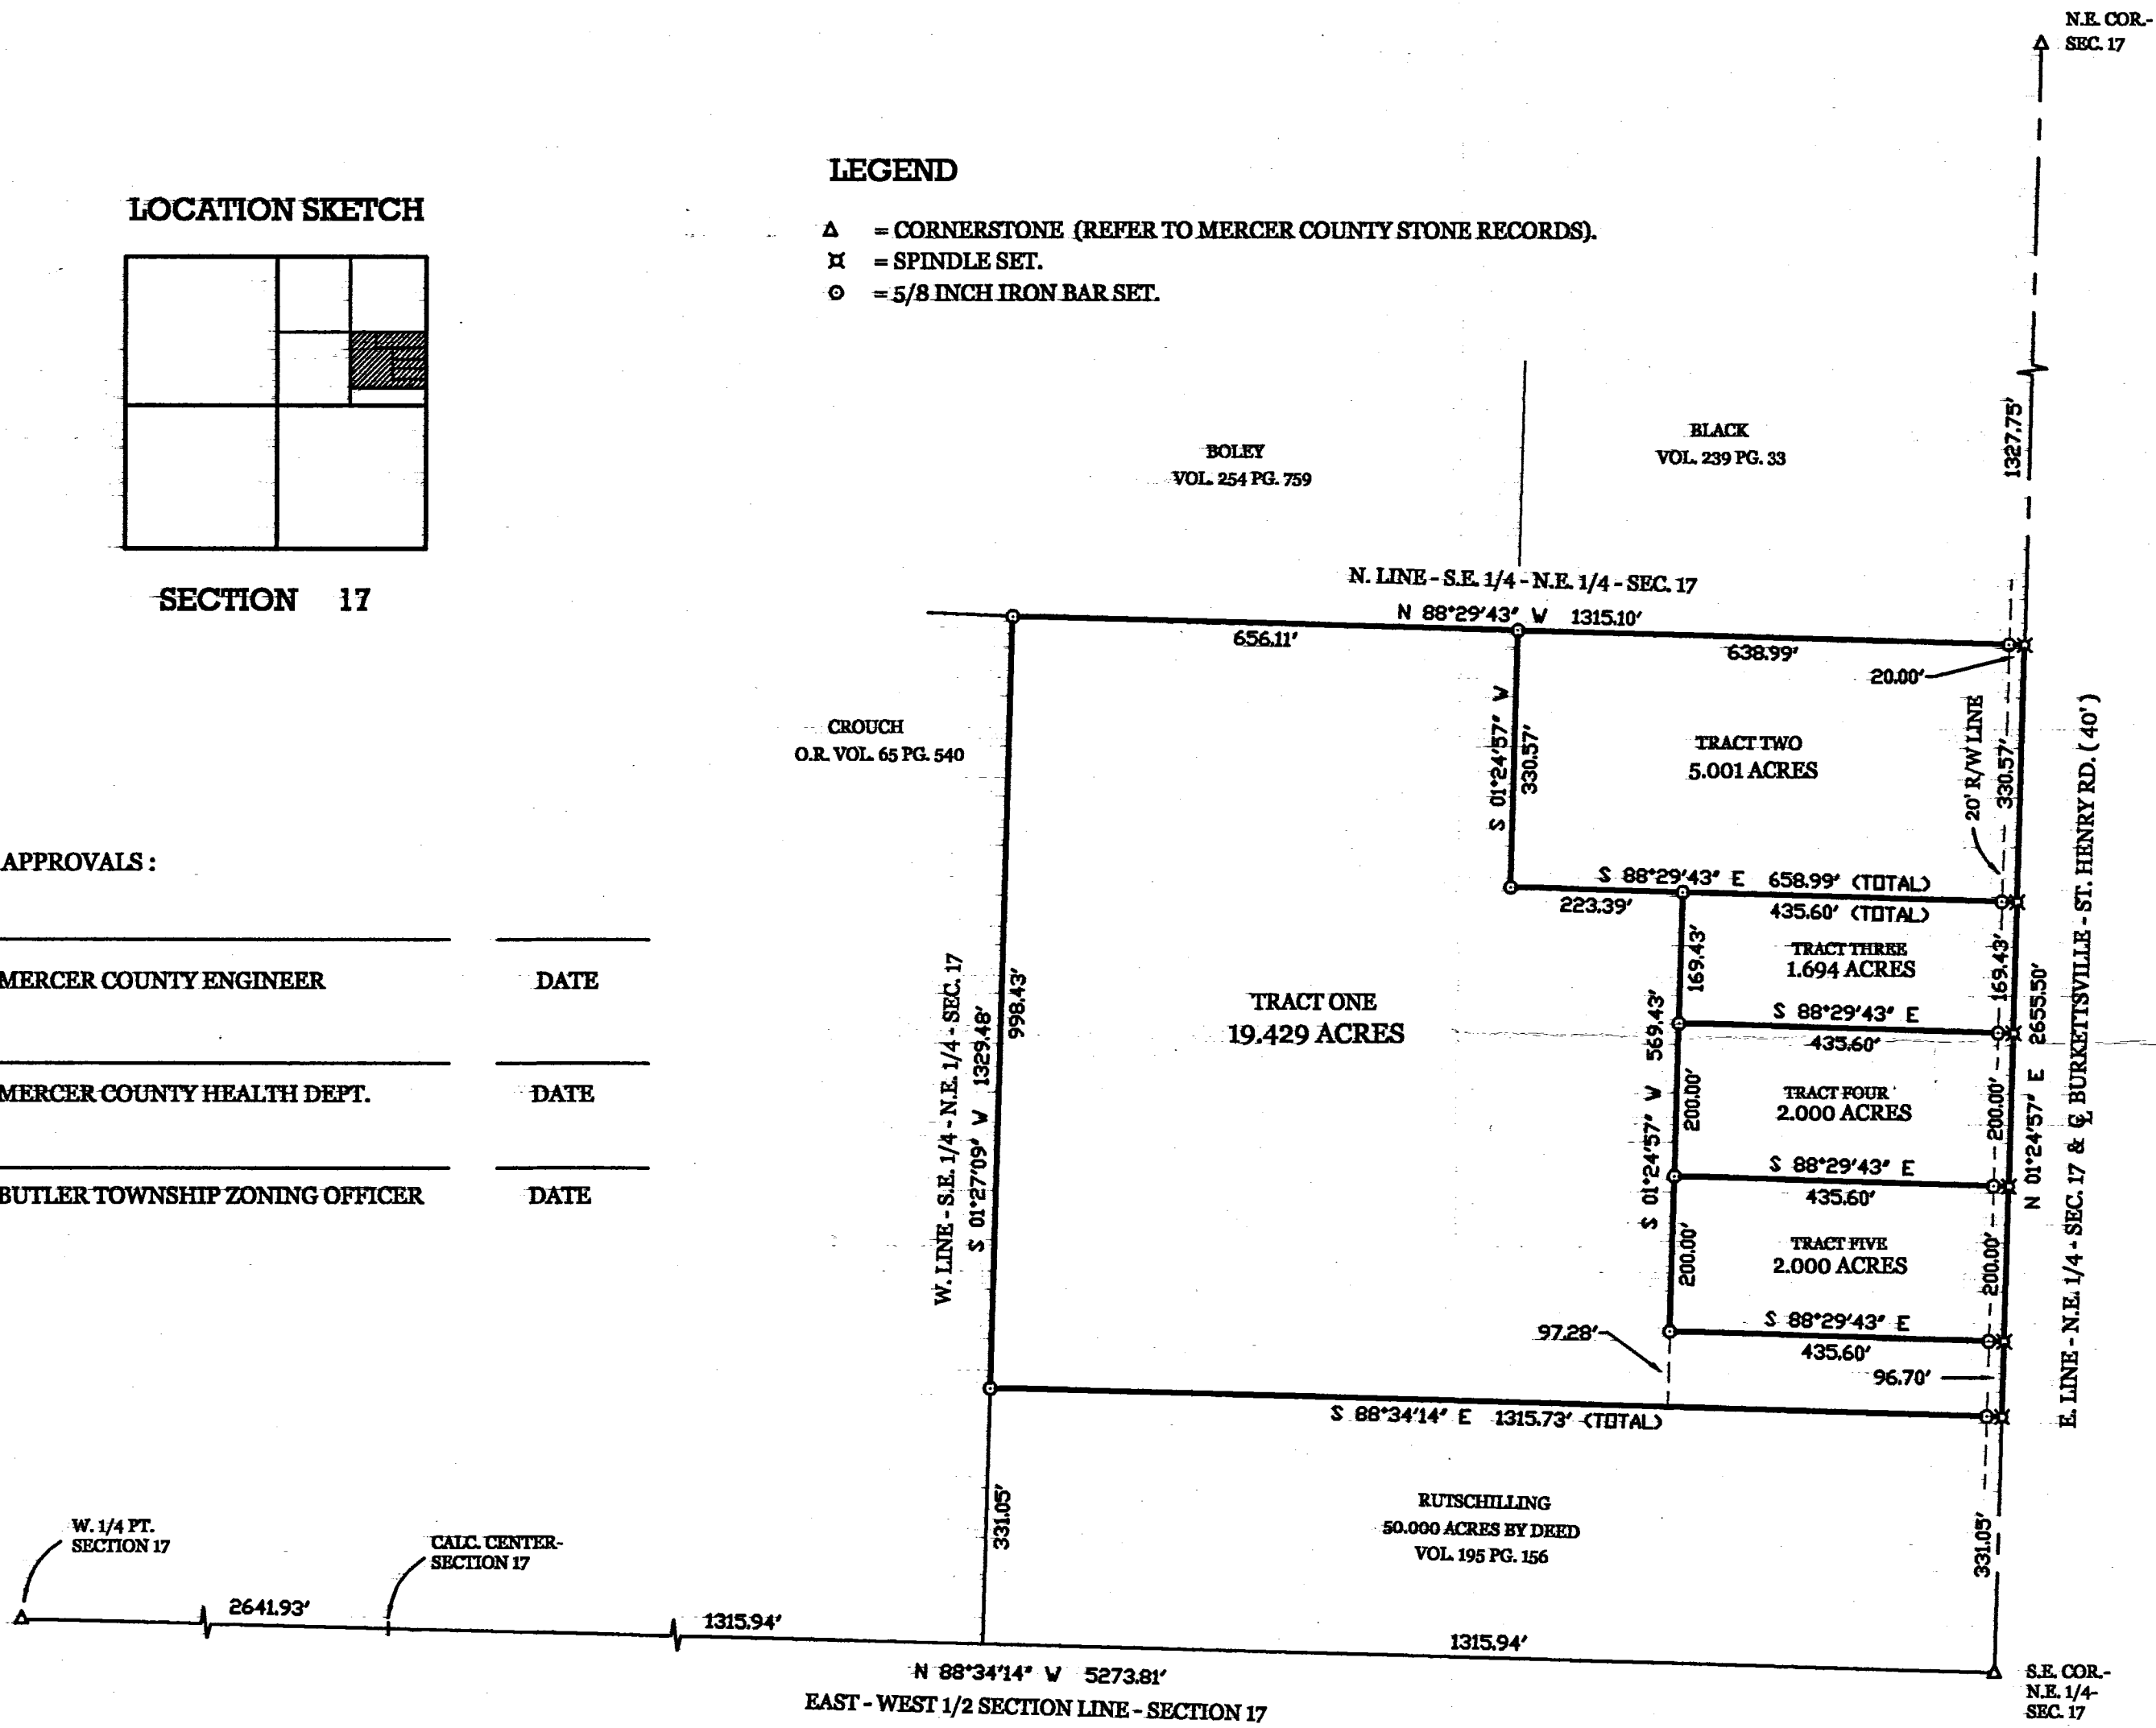 N.E. COR.-
SEC. 17
LEGEND
△ = CORNERSTONE (REFER TO MERCER COUNTY STONE RECORDS).
= SPINDLE SET.
⊙ = 5/8 INCH IRON BAR SET.
LOCATION SKETCH
SECTION 17
1327.75'
BOLEY
VOL. 254 PG. 759
BLACK
VOL. 239 PG. 33
N. LINE - S.E. 1/4 - N.E. 1/4 - SEC. 17
N 88°29'43" W 1315.10'
656.11'
638.99'
20.00'
CROUCH
O.R. VOL. 65 PG. 540
S 01°24'57" W
330.57'
TRACT TWO
5.001 ACRES
20' R/W LINE
330.57'
S 88°29'43" E 658.99' (TOTAL)
223.39'
435.60' (TOTAL)
APPROVALS :
MERCER COUNTY ENGINEER DATE
MERCER COUNTY HEALTH DEPT. DATE
BUTLER TOWNSHIP ZONING OFFICER DATE
W. LINE - S.E. 1/4 - N.E. 1/4 - SEC. 17
S 01°27'09" W 1329.48'
998.43'
TRACT ONE
19.429 ACRES
S 01°24'57" W 569.43'
169.43'
TRACT THREE
1.694 ACRES
169.43'
S 88°29'43" E
435.60'
200.00'
TRACT FOUR
2.000 ACRES
200.00'
S 88°29'43" E
435.60'
200.00'
TRACT FIVE
2.000 ACRES
200.00'
S 88°29'43" E
435.60'
97.28'
96.70'
N 01°24'57" E 2655.50'
E. LINE - N.E. 1/4 - SEC. 17 & ℄ BURKETTSVILLE - ST. HENRY RD. ( 40' )
S 88°34'14" E 1315.73' (TOTAL)
331.05'
RUTSCHILLING
50.000 ACRES BY DEED
VOL. 195 PG. 156
331.05'
W. 1/4 PT.
SECTION 17
CALC. CENTER-
SECTION 17
2641.93'
1315.94'
1315.94'
N 88°34'14" W 5273.81'
EAST - WEST 1/2 SECTION LINE - SECTION 17
S.E. COR.-
N.E. 1/4-
SEC. 17